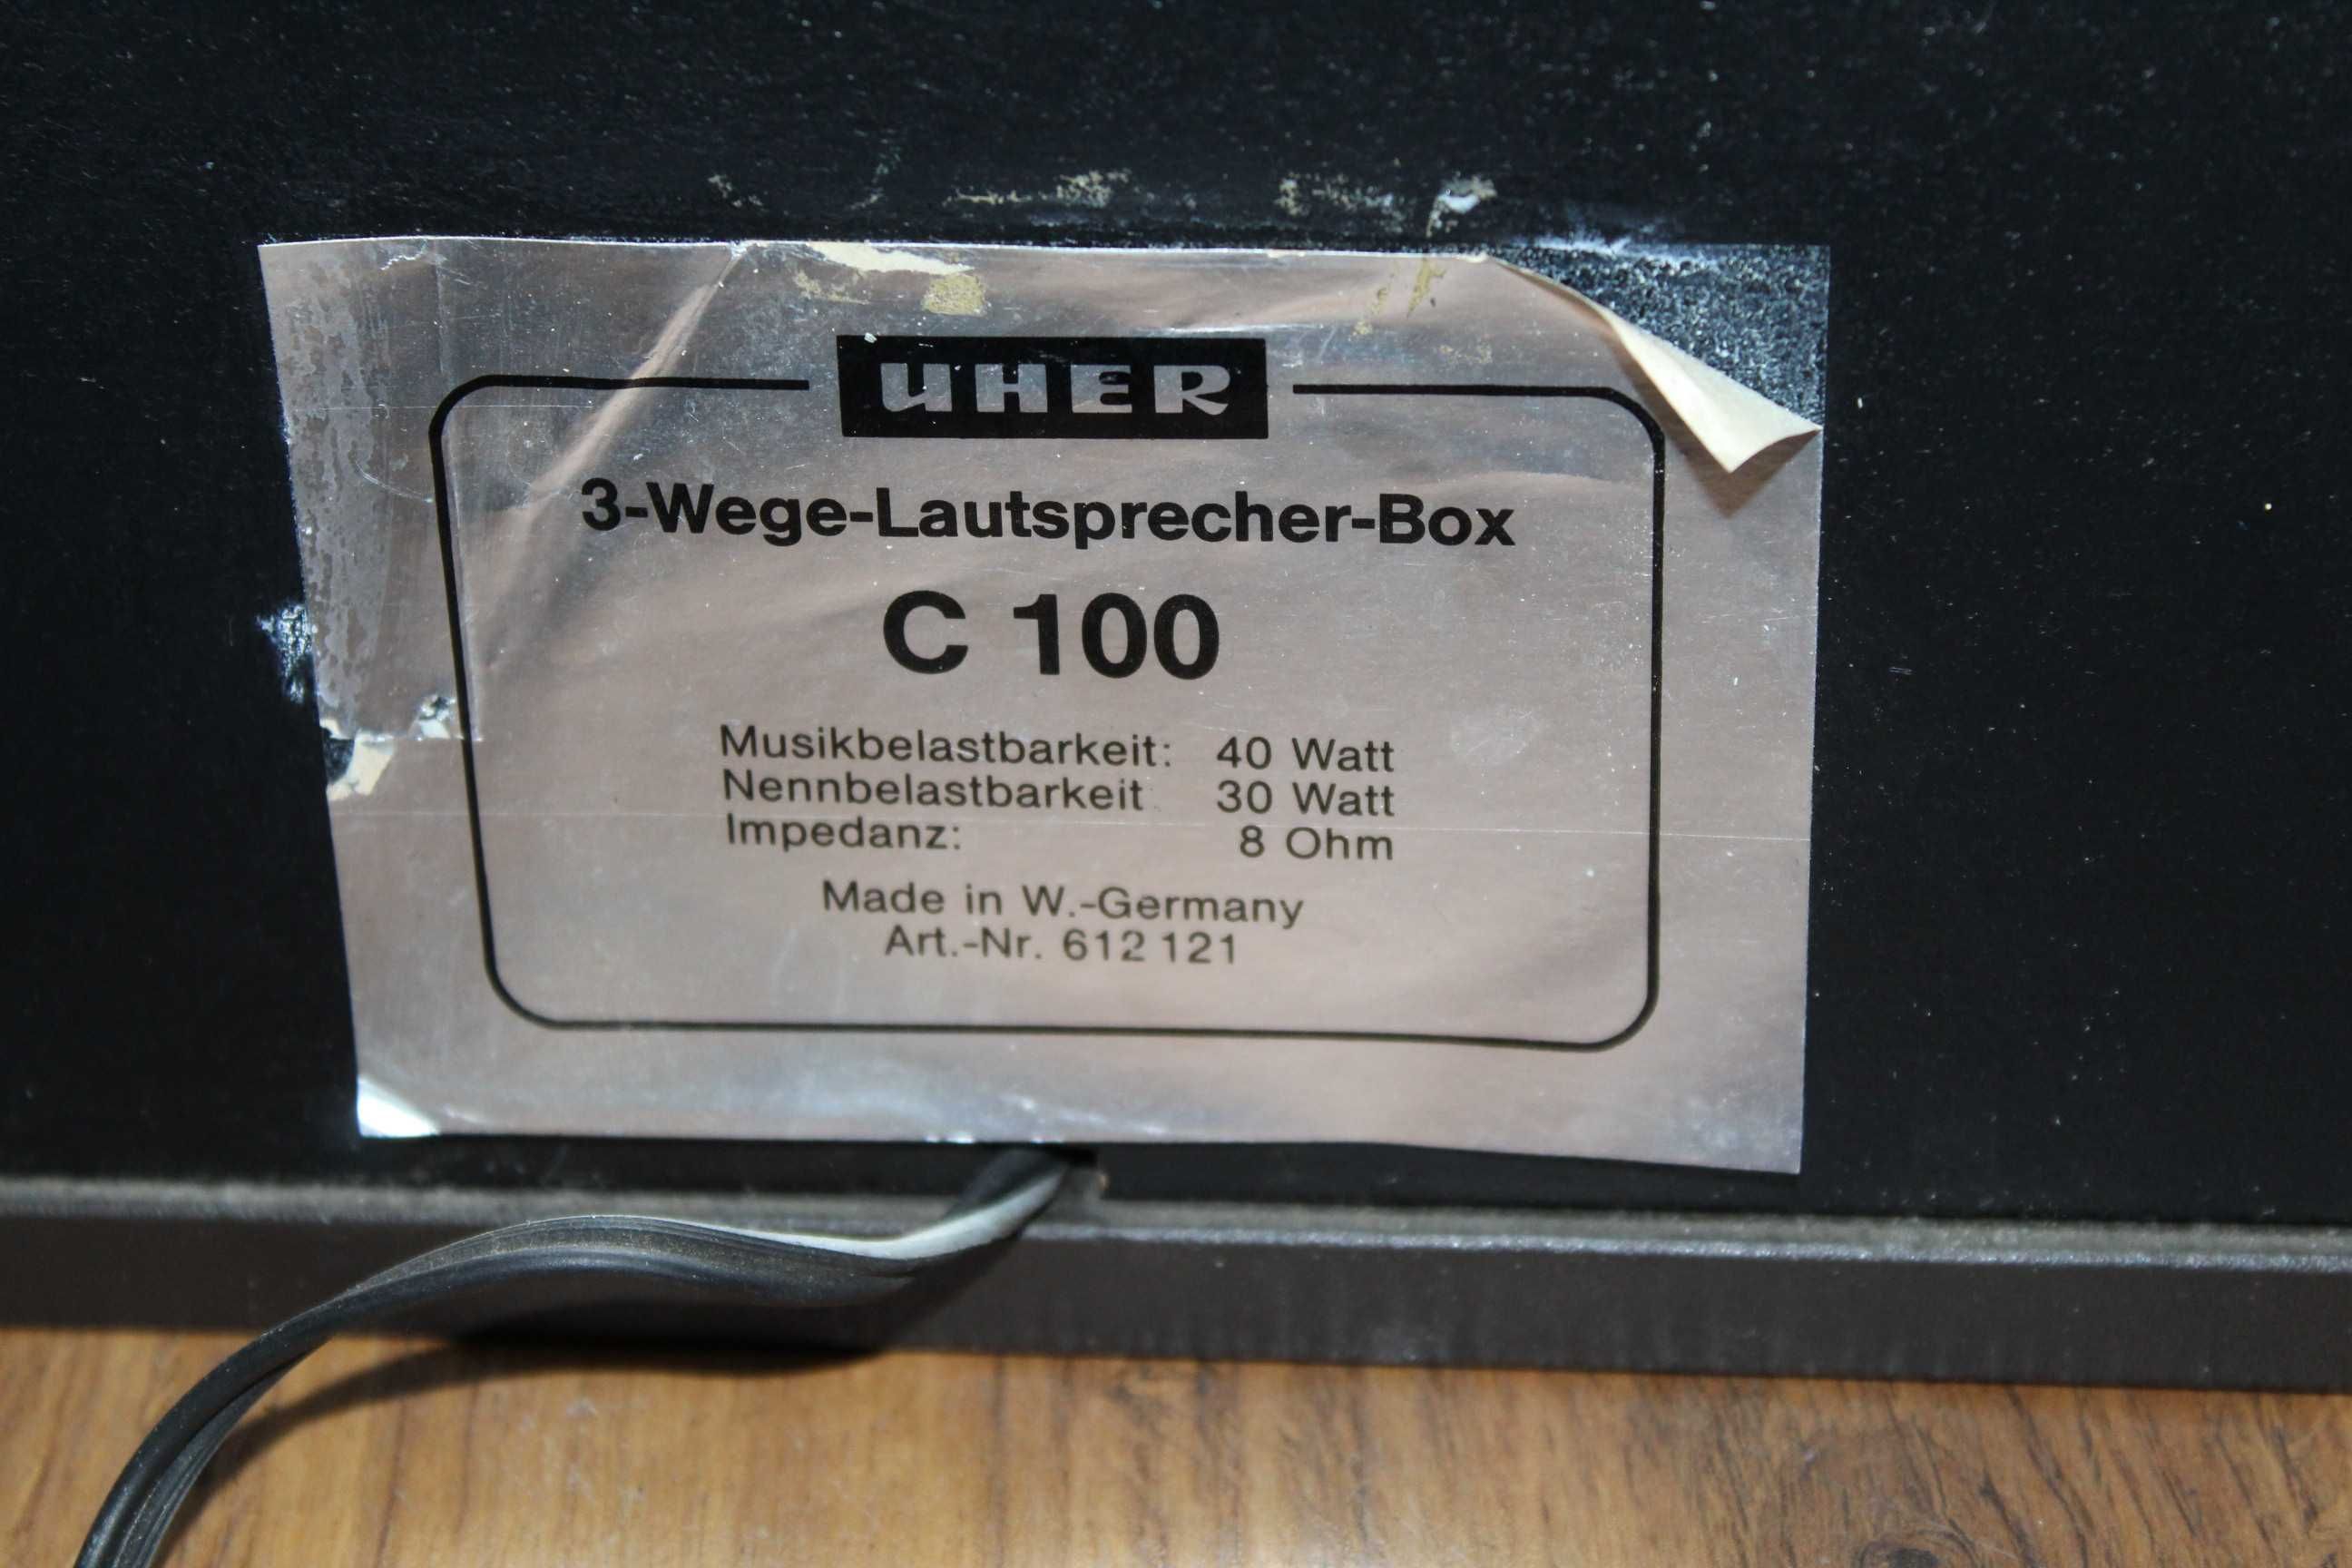 UHER
3-Wege-Lautsprecher-Box
C 100
Musikbelastbarkeit: 40 Watt
Nennbelastbarkeit 30 Watt
Impedanz: 8 Ohm
Made in W.-Germany
Art.-Nr. 612 121